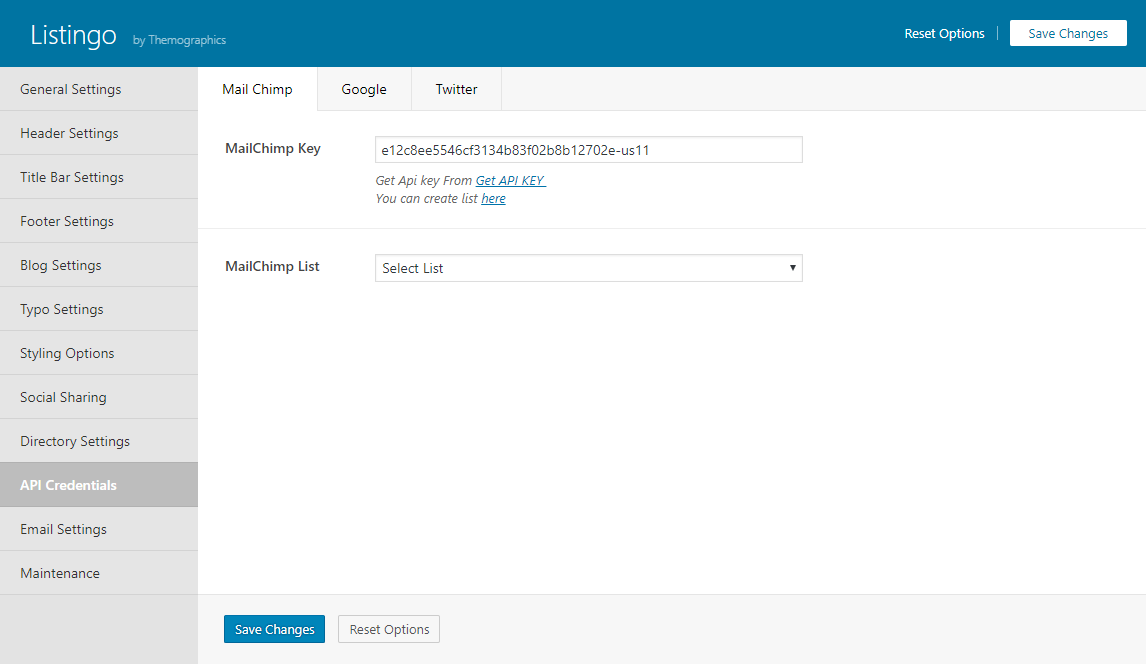 Listingo by Themographics
Reset Options
Save Changes
General Settings
Header Settings
Title Bar Settings
Footer Settings
Blog Settings
Typo Settings
Styling Options
Social Sharing
Directory Settings
API Credentials
Email Settings
Maintenance
Mail Chimp
Google
Twitter
MailChimp Key
e12c8ee5546cf3134b83f02b8b12702e-us11
Get Api key From Get API KEY
You can create list here
MailChimp List
Select List
Save Changes
Reset Options